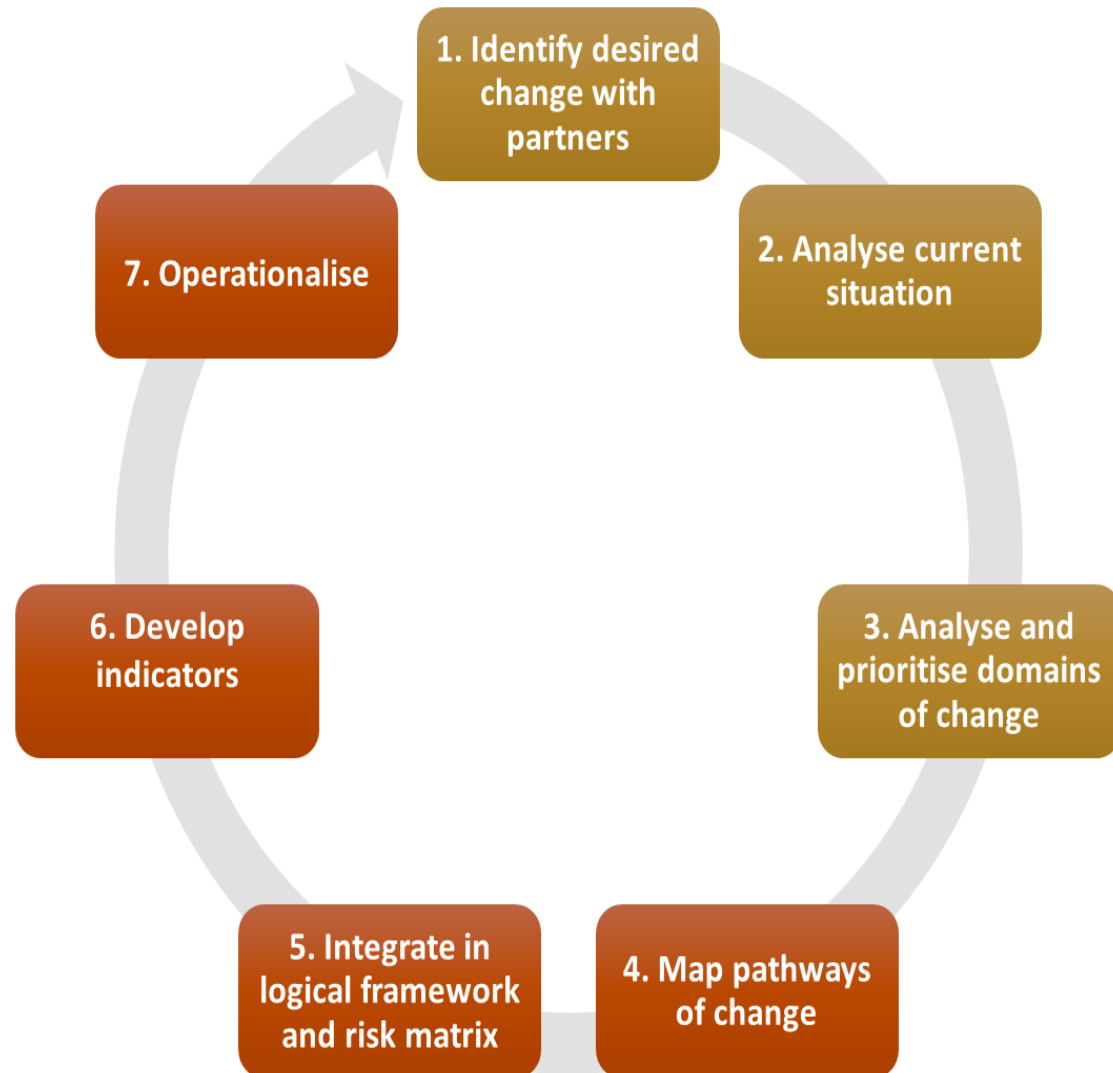 1. Identify desired
change with
partners
2. Analyse current
situation
3. Analyse and
prioritise domains
of change
4. Map pathways
of change
5. Integrate in
logical framework
and risk matrix
6. Develop
indicators
7. Operationalise